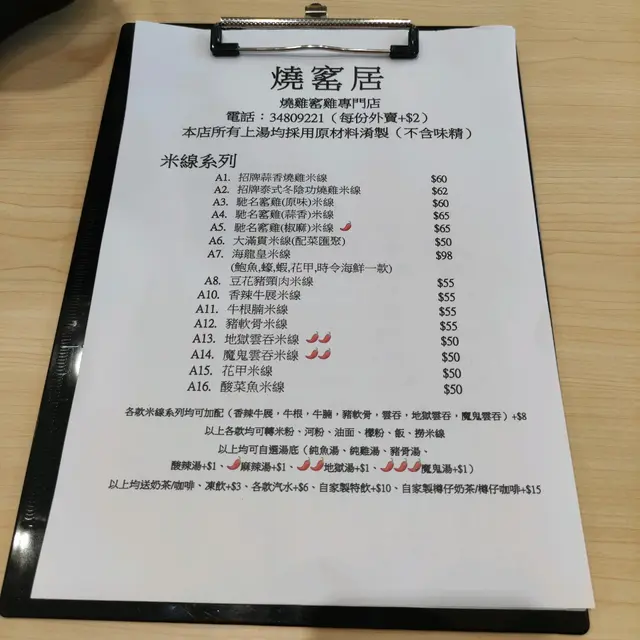 燒窰居
燒雞窰雞專門店
電話：34809221（每份外賣+$2）
本店所有上湯均採用原材料淆製（不含味精）
米線系列
A1. 招牌蒜香燒雞米線 $60
A2. 招牌泰式冬陰功燒雞米線 $62
A3. 馳名窰雞(原味)米線 $60
A4. 馳名窰雞(蒜香)米線 $65
A5. 馳名窰雞(椒麻)米線 $65
A6. 大滿貫米線(配菜匯聚) $50
A7. 海龍皇米線 $98
(鮑魚,蠔,蝦,花甲,時令海鮮一款)
A8. 豆花豬頸肉米線 $55
A10. 香辣牛展米線 $55
A11. 牛根腩米線 $55
A12. 豬軟骨米線 $55
A13. 地獄雲吞米線 $50
A14. 魔鬼雲吞米線 $50
A15. 花甲米線 $50
A16. 酸菜魚米線 $50
各款米線系列均可加配（香辣牛展，牛根，牛腩，豬軟骨，雲吞，地獄雲吞，魔鬼雲吞）+$8
以上各款均可轉米粉、河粉、油面、檬粉、飯、撈米線
以上均可自選湯底（純魚湯、純雞湯、豬骨湯、
酸辣湯+$1、麻辣湯+$1、地獄湯+$1、魔鬼湯+$1）
以上均送奶茶/咖啡、凍飲+$3、各款汽水+$6、自家製特飲+$10、自家製樽仔奶茶/樽仔咖啡+$15